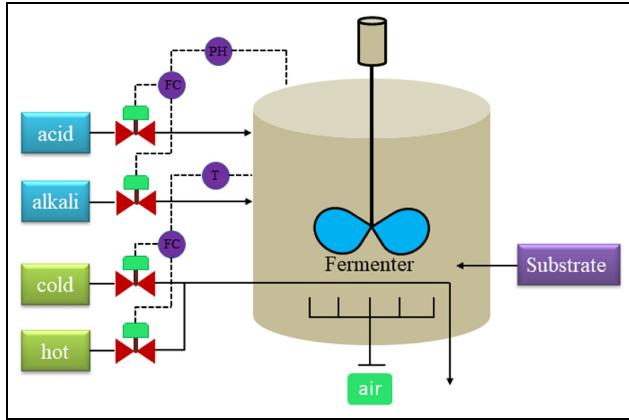 PH
FC
acid
T
alkali
FC
Fermenter
Substrate
cold
hot
air